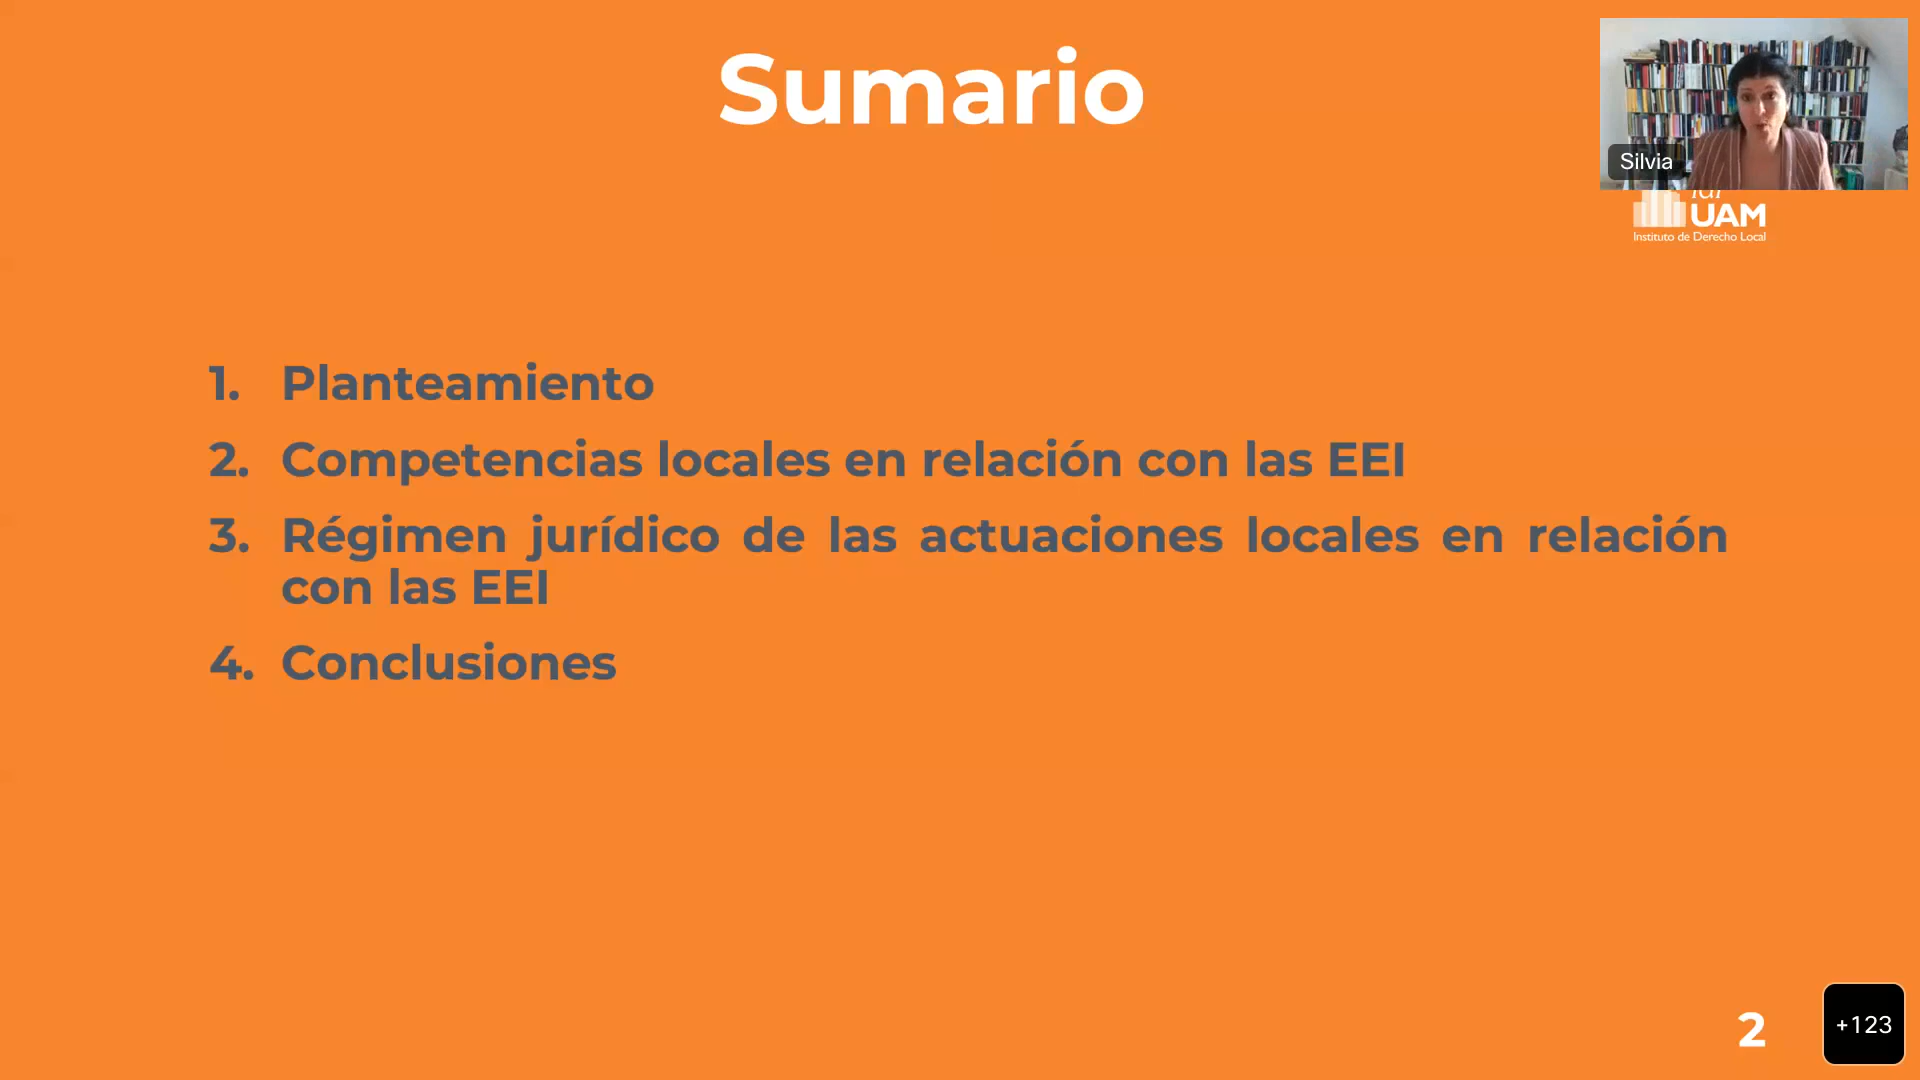 Sumario
Silvia
UAM
Instituto de Derecho Local
1. Planteamiento
2. Competencias locales en relación con las EEI
3. Régimen jurídico de las actuaciones locales en relación
con las EEI
4. Conclusiones
2
+123